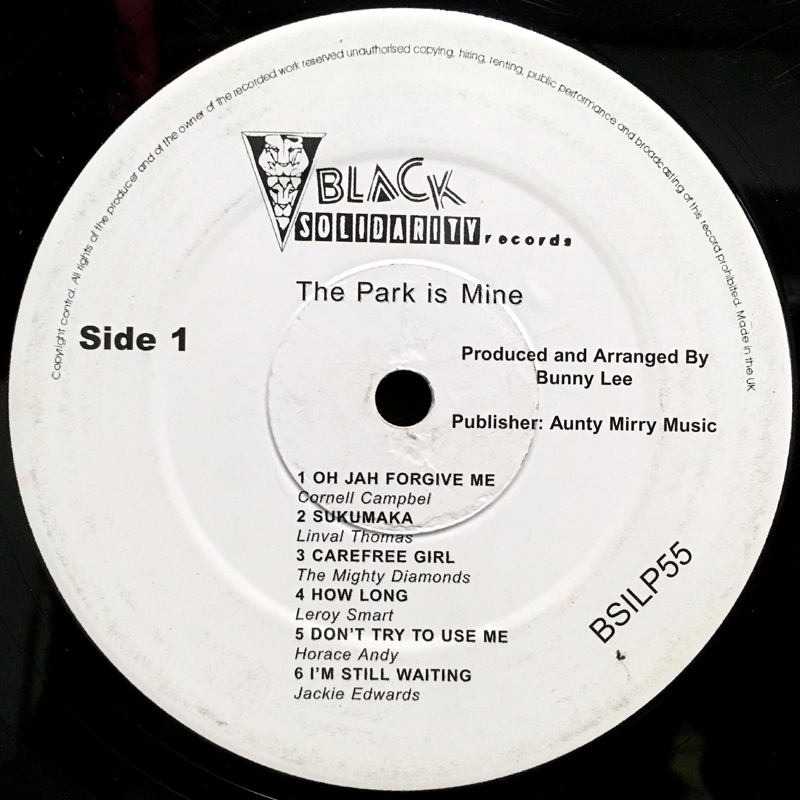 Copyright control. All rights of the producer and of the owner of the recorded work reserved unauthorised copying, hiring, renting, public performance and broadcasting of this record prohibited. Made in the UK
BLACK
SOLIDARITY records
The Park is Mine
Side 1
Produced and Arranged By
Bunny Lee
Publisher: Aunty Mirry Music
1 OH JAH FORGIVE ME
Cornell Campbel
2 SUKUMAKA
Linval Thomas
3 CAREFREE GIRL
The Mighty Diamonds
4 HOW LONG
Leroy Smart
5 DON'T TRY TO USE ME
Horace Andy
6 I'M STILL WAITING
Jackie Edwards
BSILP55